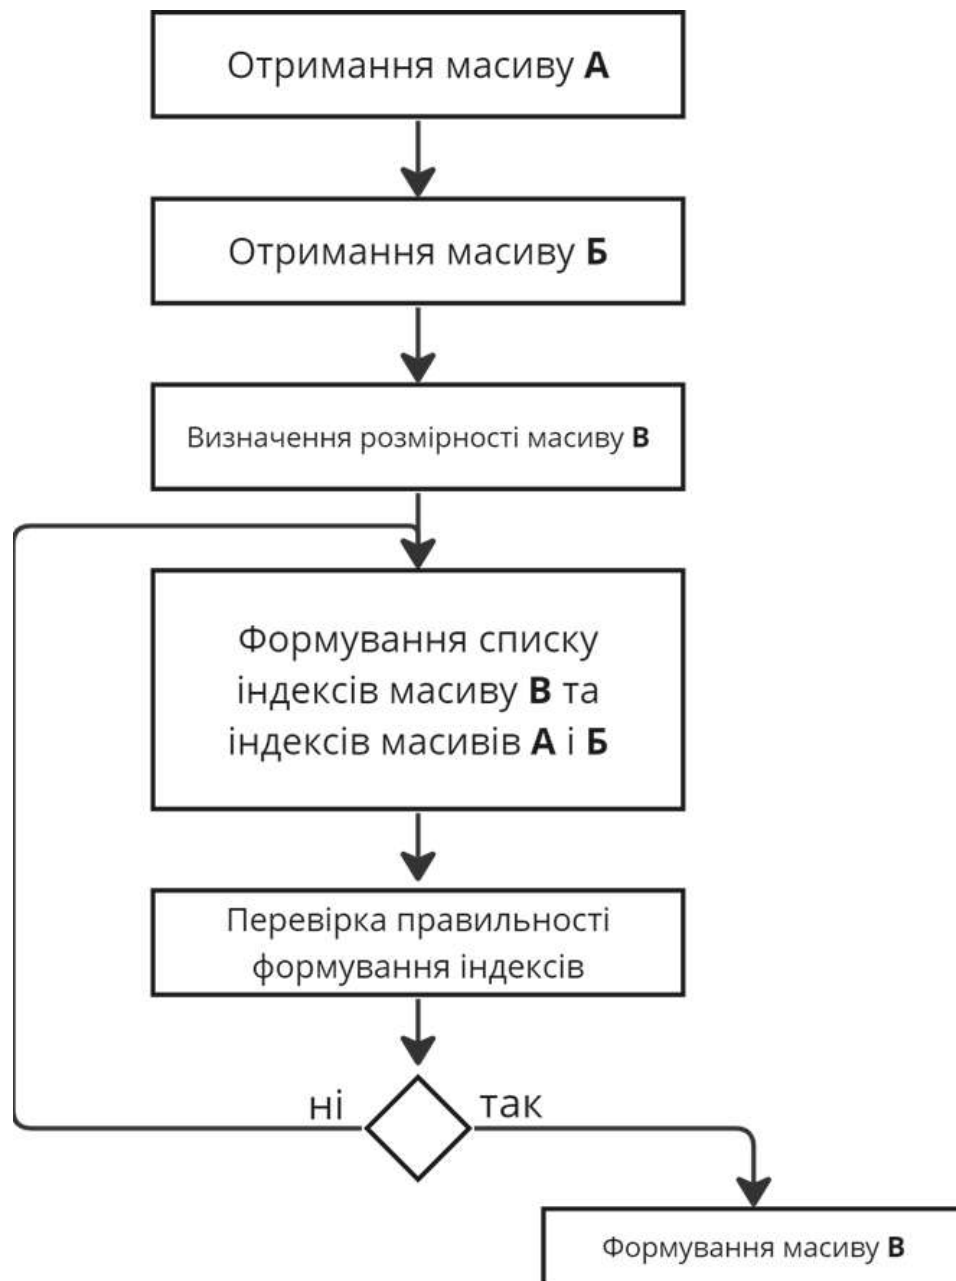 Отримання масиву А
Отримання масиву Б
Визначення розмірності масиву В
Формування списку
індексів масиву В та
індексів масивів А і Б
Перевірка правильності
формування індексів
ні
так
Формування масиву В